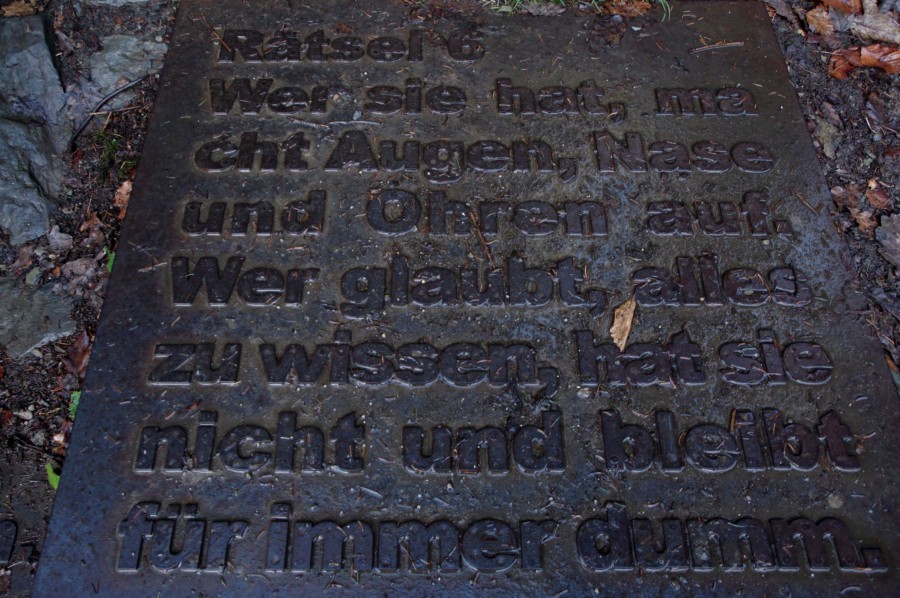 Rätsel 6
Wer sie hat, ma
cht Augen, Nase
und Ohren auf.
Wer glaubt, alles
zu wissen, hat sie
nicht und bleibt
für immer dumm.